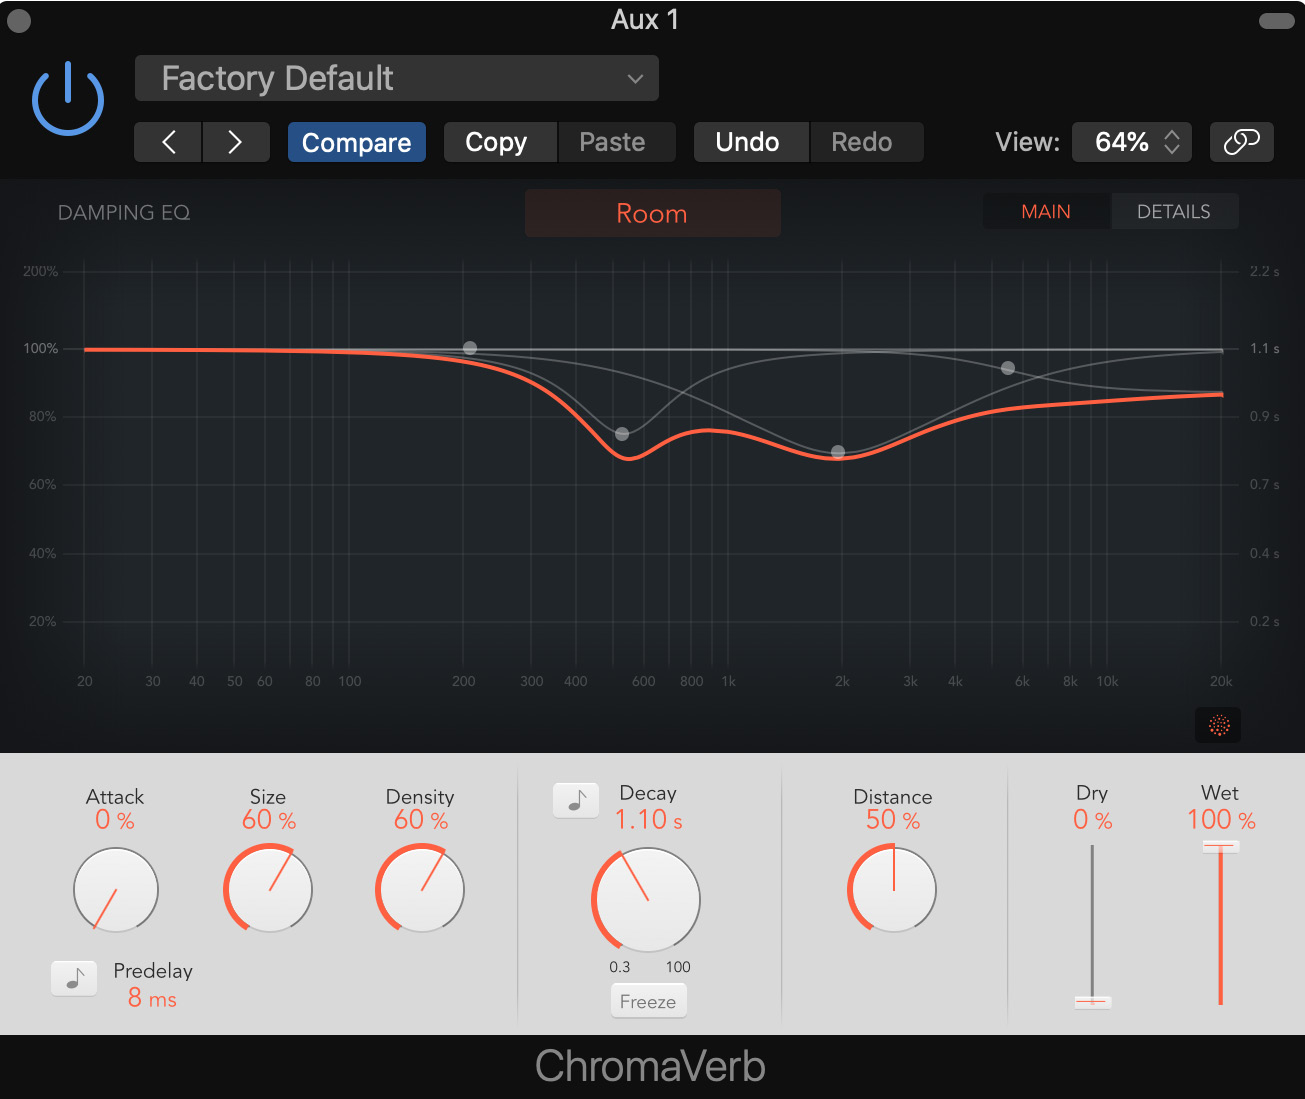 Aux 1
Factory Default
Compare Copy Paste Undo Redo View: 64%
DAMPING EQ Room MAIN DETAILS
200% 2.2 s
100% 1.1 s
80% 0.9 s
60% 0.7 s
40% 0.4 s
20% 0.2 s
20 30 40 50 60 80 100 200 300 400 600 800 1k 2k 3k 4k 6k 8k 10k 20k
Attack Size Density Decay Distance Dry Wet
0 % 60 % 60 % 1.10 s 50 % 0 % 100 %
0.3 100
Predelay
8 ms
Freeze
ChromaVerb